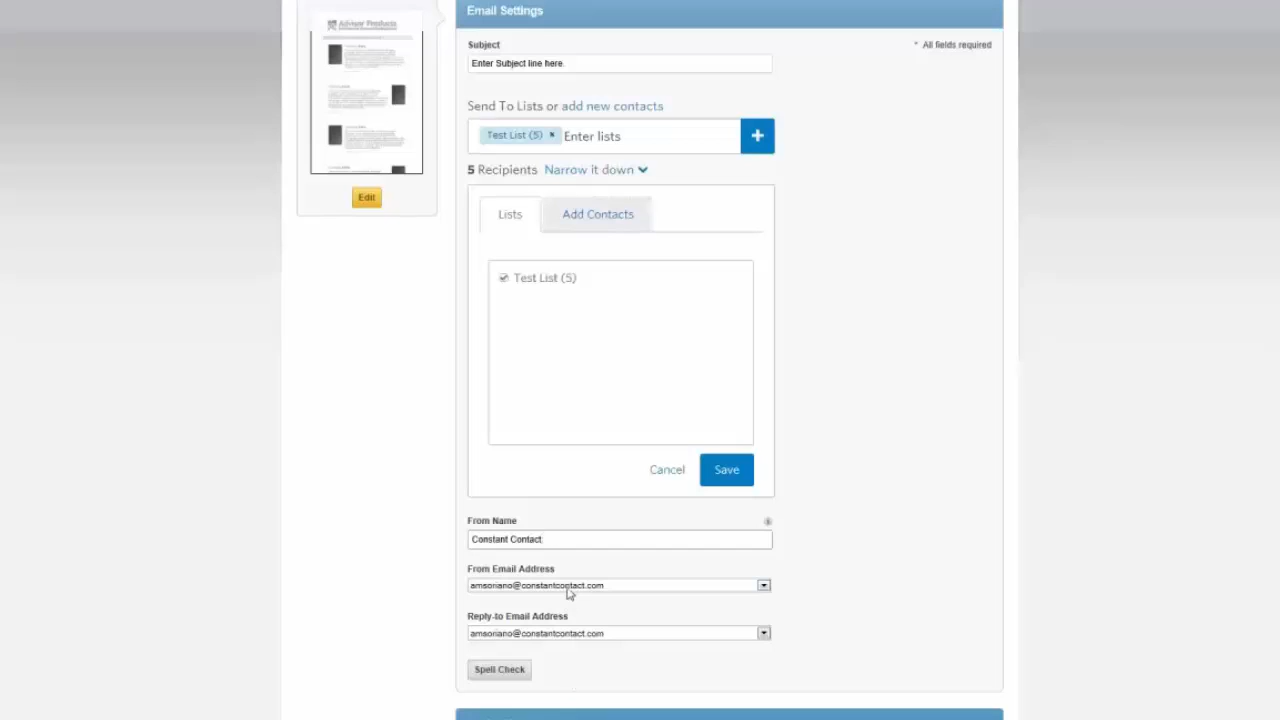 Advisor Products
Edit
Email Settings
Subject
* All fields required
Enter Subject line here.
Send To Lists or add new contacts
Test List (5) × Enter lists +
5 Recipients Narrow it down
Lists Add Contacts
Test List (5)
Cancel Save
From Name
Constant Contact
From Email Address
amsoriano@constantcontact.com
Reply-to Email Address
amsoriano@constantcontact.com
Spell Check